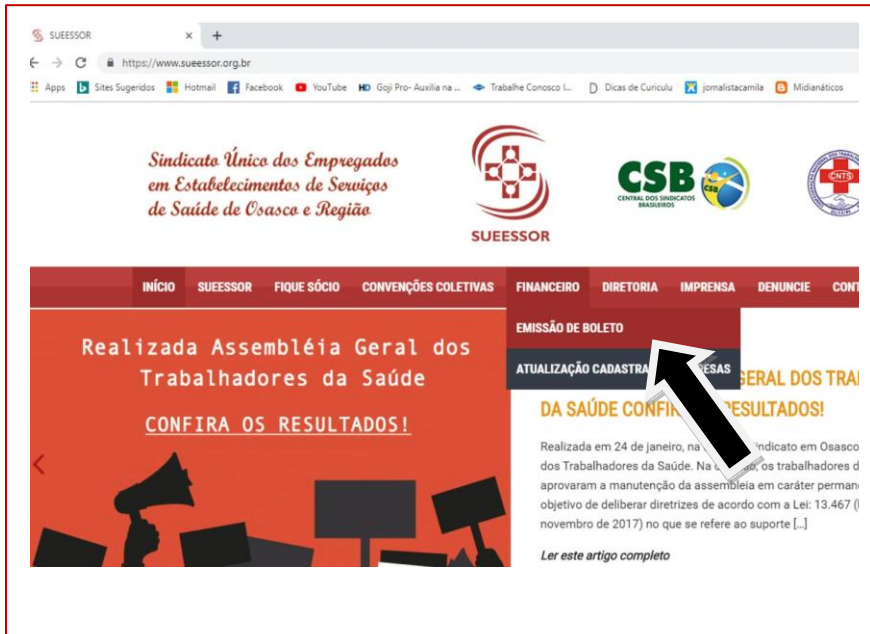 SUEESSOR
https://www.sueessor.org.br
Apps Sites Sugeridos Hotmail Facebook YouTube Goji Pro- Auxilia na ... Trabalhe Conosco I... Dicas de Curiculu jornalistacamila Midianáticos
Sindicato Único dos Empregados
em Estabelecimentos de Serviços
de Saúde de Osasco e Região
SUEESSOR
CSB
CENTRAL DOS SINDICATOS
BRASILEIROS
CSB
CNTS
INÍCIO SUEESSOR FIQUE SÓCIO CONVENÇÕES COLETIVAS FINANCEIRO DIRETORIA IMPRENSA DENUNCIE CONT
EMISSÃO DE BOLETO
ATUALIZAÇÃO CADASTRA ESAS
Realizada Assembléia Geral dos
Trabalhadores da Saúde
CONFIRA OS RESULTADOS!
GERAL DOS TRA
DA SAÚDE CONFI ESULTADOS!
Realizada em 24 de janeiro, na indicato em Osasco
dos Trabalhadores da Saúde. Na os trabalhadores d
aprovaram a manutenção da assembleia em caráter perman
objetivo de deliberar diretrizes de acordo com a Lei: 13.467 (
novembro de 2017) no que se refere ao suporte [...]
Ler este artigo completo